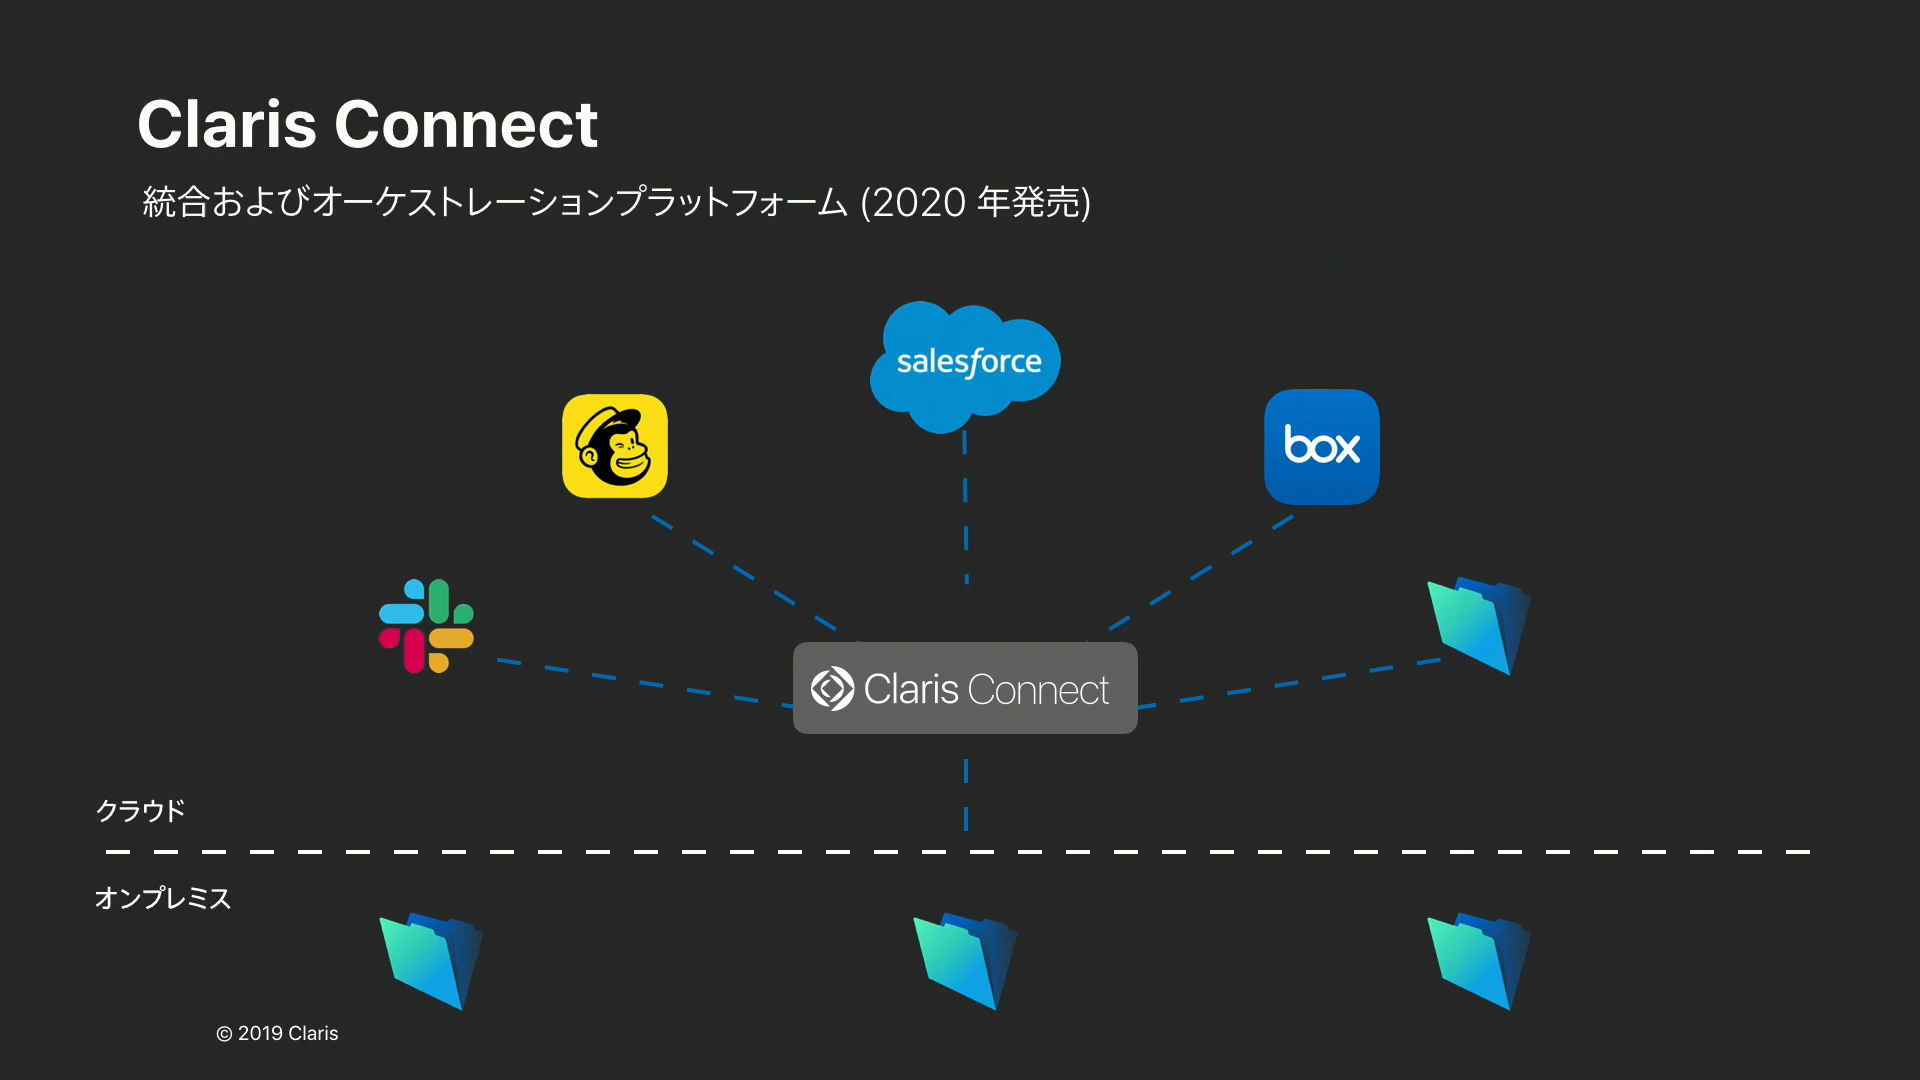 Claris Connect
統合およびオーケストレーションプラットフォーム (2020 年発売)
salesforce
box
Claris Connect
クラウド
オンプレミス
© 2019 Claris